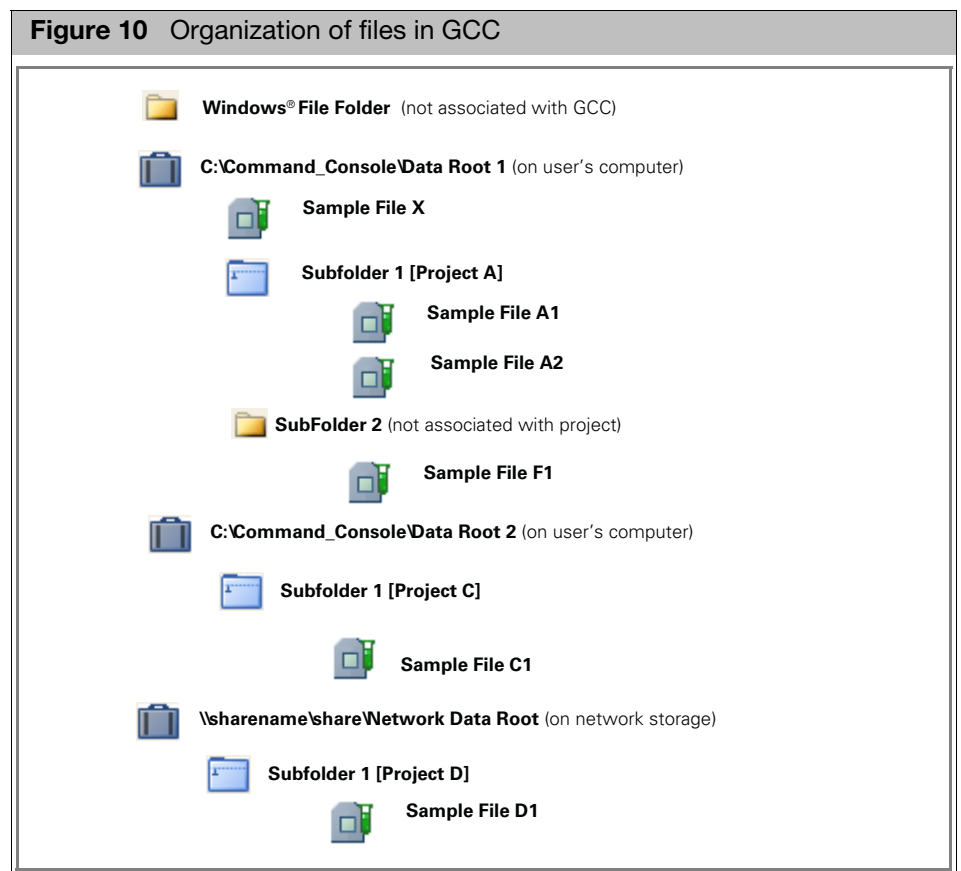 Figure 10 Organization of files in GCC
Windows® File Folder (not associated with GCC)
C:\Command_Console\Data Root 1 (on user's computer)
Sample File X
Subfolder 1 [Project A]
Sample File A1
Sample File A2
SubFolder 2 (not associated with project)
Sample File F1
C:\Command_Console\Data Root 2 (on user's computer)
Subfolder 1 [Project C]
Sample File C1
\\sharename\share\Network Data Root (on network storage)
Subfolder 1 [Project D]
Sample File D1